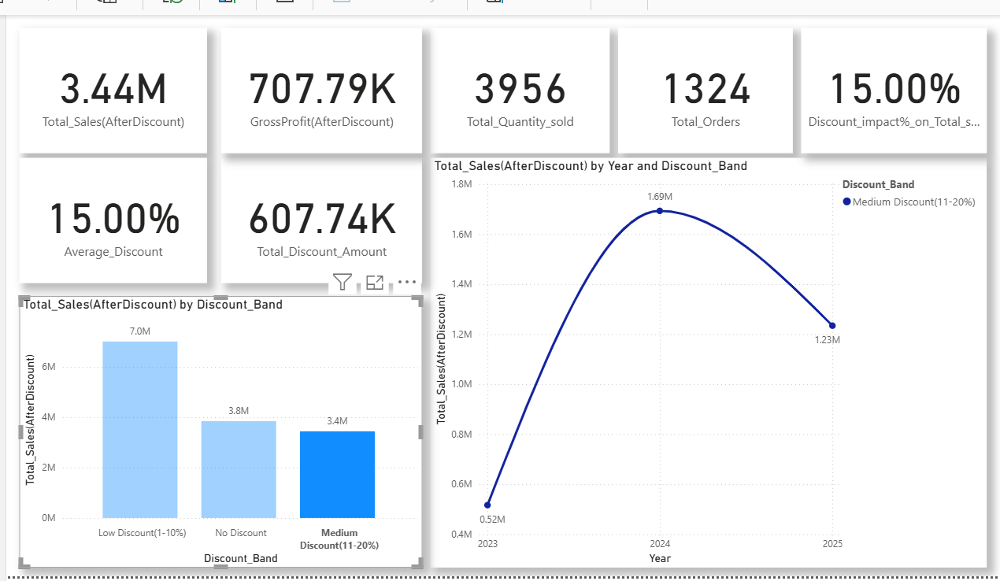 3.44M
Total_Sales(AfterDiscount)
707.79K
GrossProfit(AfterDiscount)
3956
Total_Quantity_sold
1324
Total_Orders
15.00%
Discount_impact%_on_Total_s...
15.00%
Average_Discount
607.74K
Total_Discount_Amount
Total_Sales(AfterDiscount) by Discount_Band
Total_Sales(AfterDiscount)
6M
4M
2M
0M
7.0M
3.8M
3.4M
Low Discount(1-10%)
No Discount
Medium
Discount(11-20%)
Discount_Band
Total_Sales(AfterDiscount) by Year and Discount_Band
Discount_Band
Medium Discount(11-20%)
Total_Sales(AfterDiscount)
1.8M
1.6M
1.4M
1.2M
1.0M
0.8M
0.6M
0.4M
0.52M
1.69M
1.23M
2023
2024
2025
Year